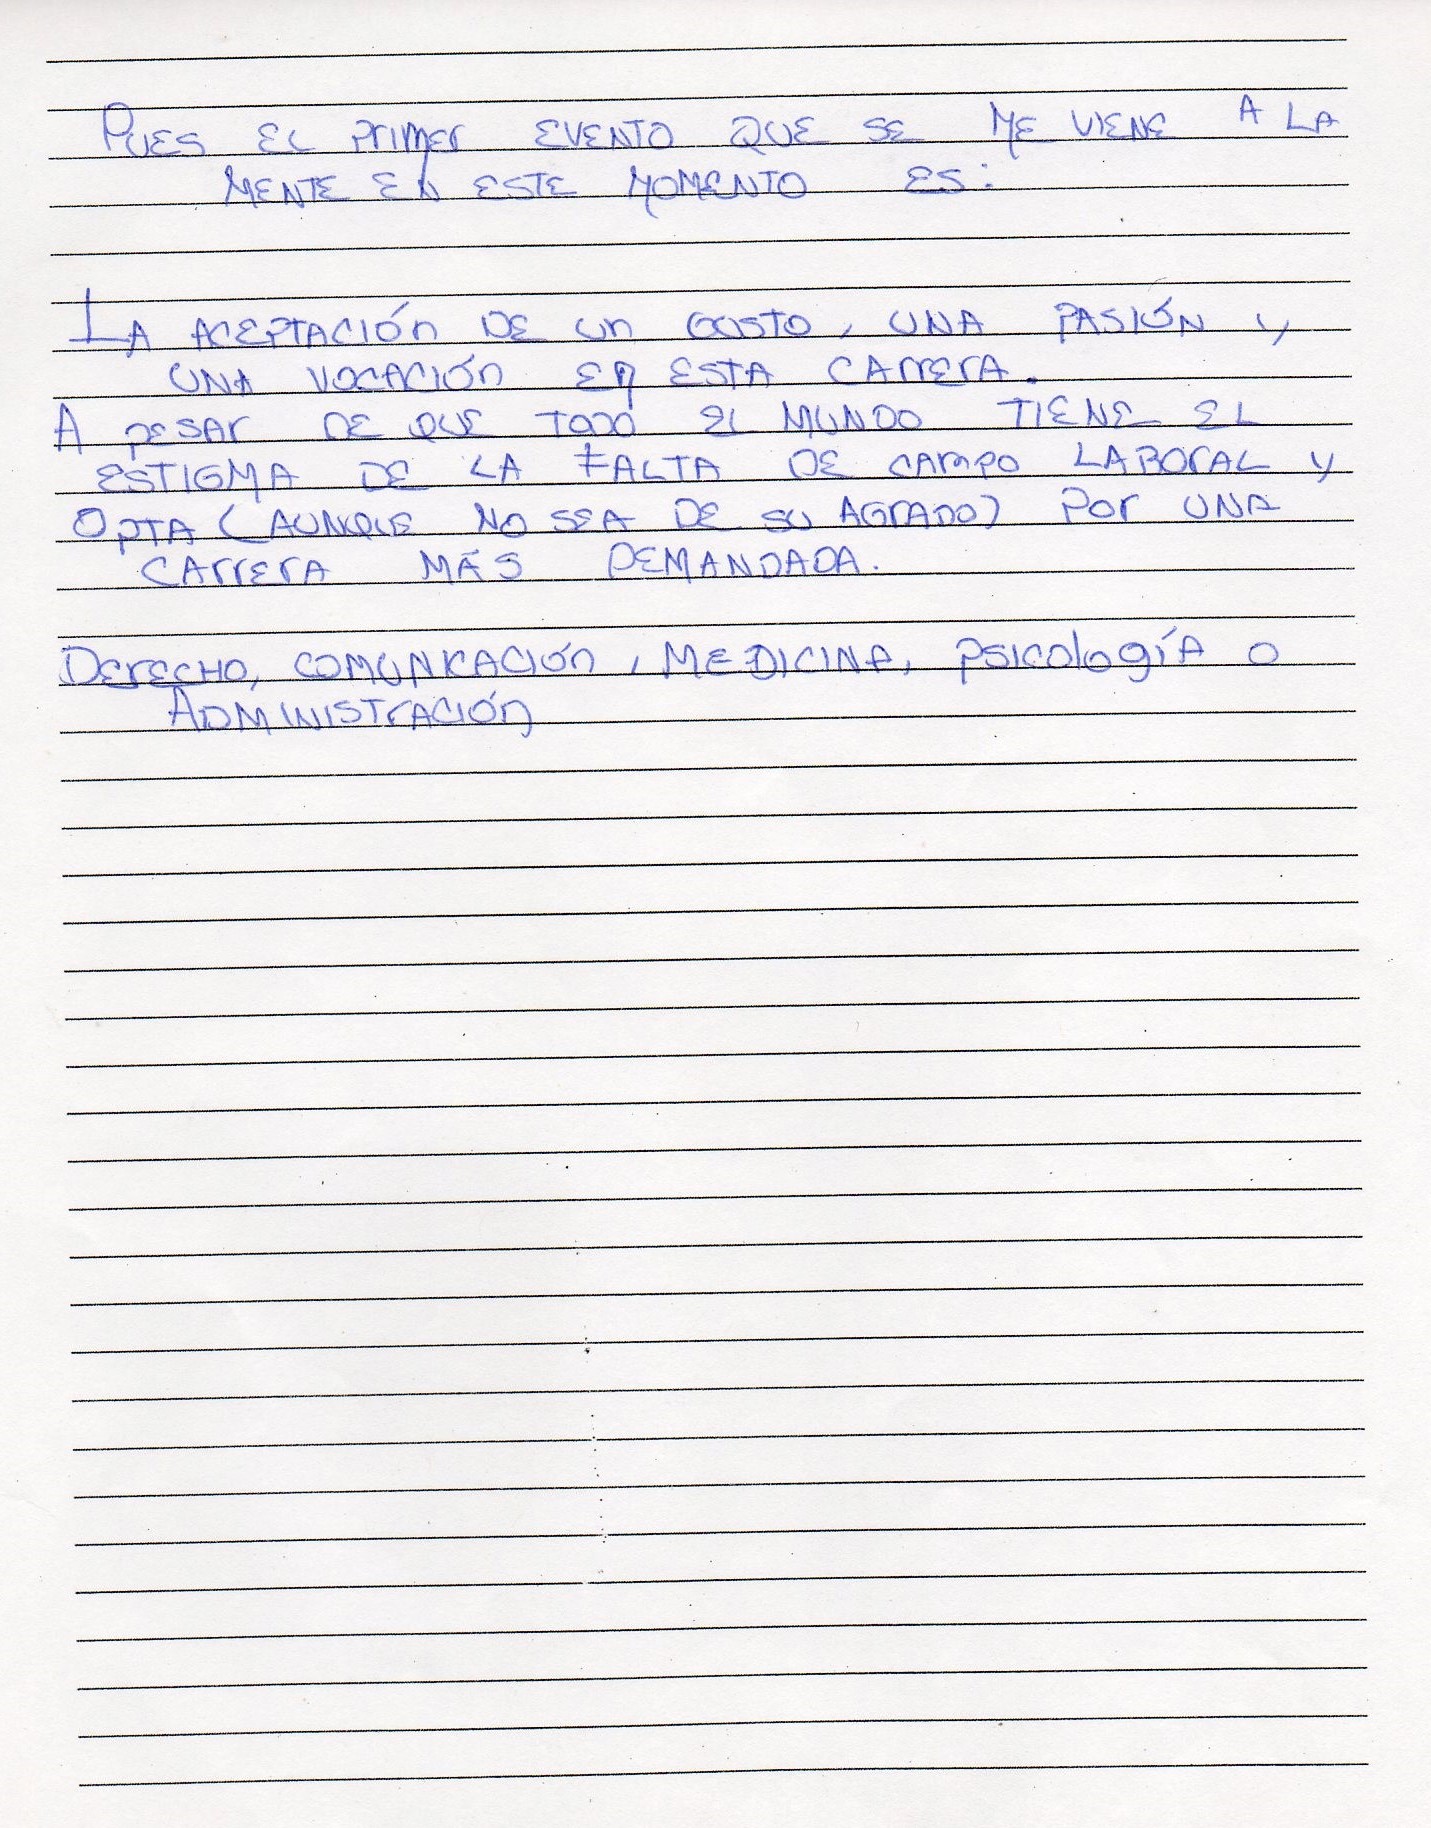 Pues el primer evento que se me viene a la
mente en este momento es:
La aceptación de un gusto, una pasión y
una vocación en esta carrera.
A pesar de que todo el mundo tiene el
estigma de la falta de campo laboral y
opta (aunque no sea de su agrado) por una
carrera más demandada.
Derecho, comunicación, medicina, psicología o
Administración